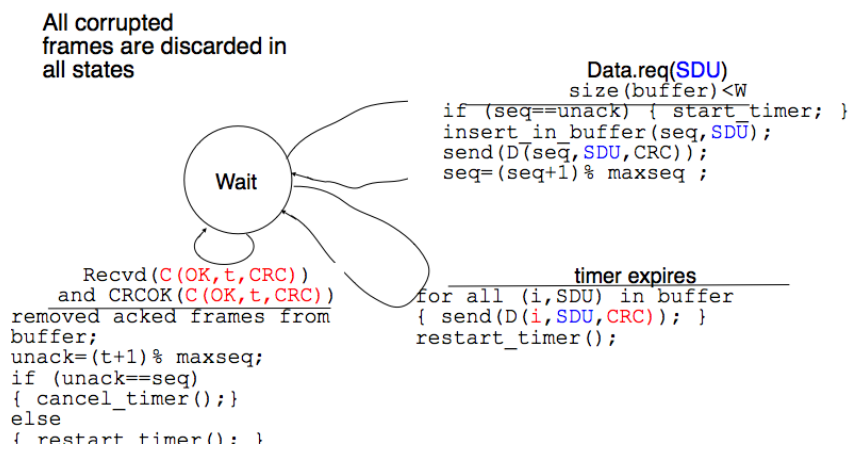 All corrupted
frames are discarded in
all states
Data.req(SDU)
size(buffer)<W
if (seq==unack) { start_timer; }
insert_in_buffer(seq,SDU);
send(D(seq,SDU,CRC));
seq=(seq+1)% maxseq ;
Wait
Recvd(C(OK,t,CRC))
and CRCOK(C(OK,t,CRC))
removed acked frames from
buffer;
unack=(t+1)% maxseq;
if (unack==seq)
{ cancel_timer();}
else
{ restart_timer(); }
timer expires
for all (i,SDU) in buffer
{ send(D(i,SDU,CRC)); }
restart_timer();